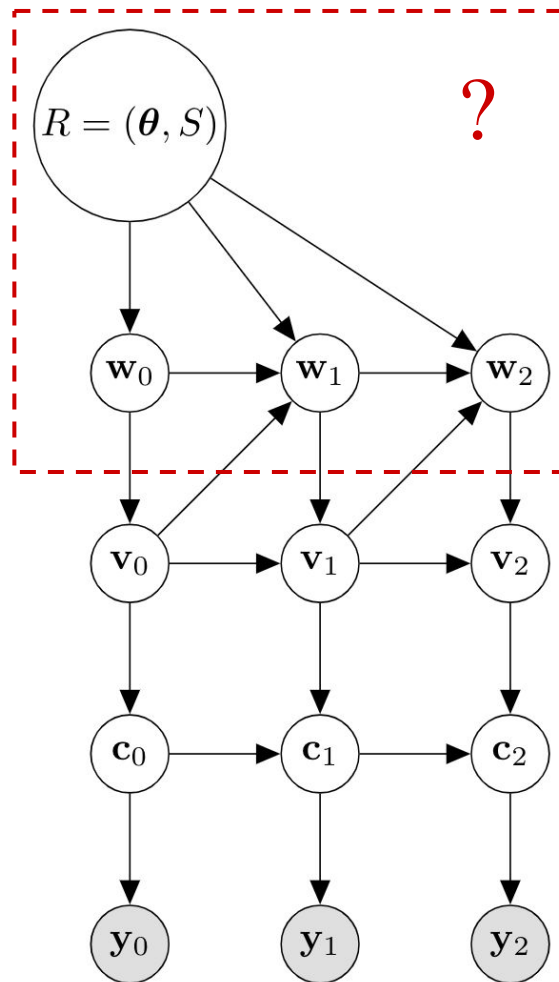 ?
R = (θ, S)
w₀ w₁ w₂
v₀ v₁ v₂
c₀ c₁ c₂
y₀ y₁ y₂